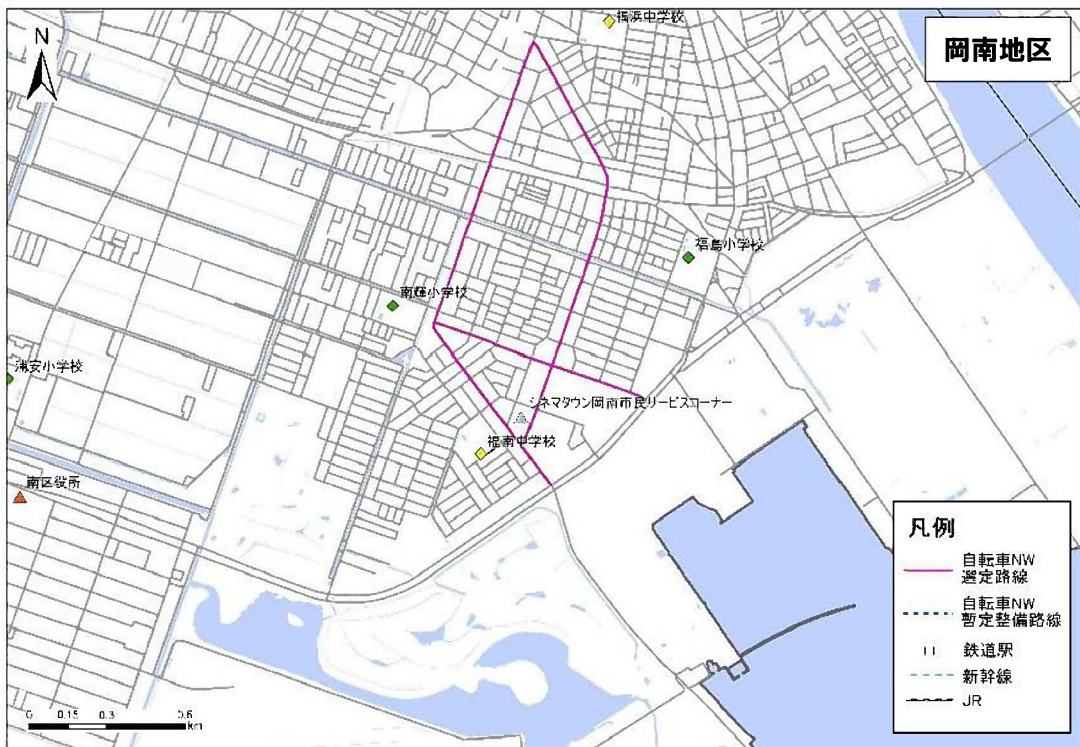 福浜中学校
岡南地区
N
福島小学校
南輝小学校
浦安小学校
シネマタウン岡南市民サービスコーナー
福南中学校
南区役所
凡例
自転車NW
選定路線
自転車NW
暫定整備路線
鉄道駅
新幹線
JR
0 0.15 0.3 0.6
km